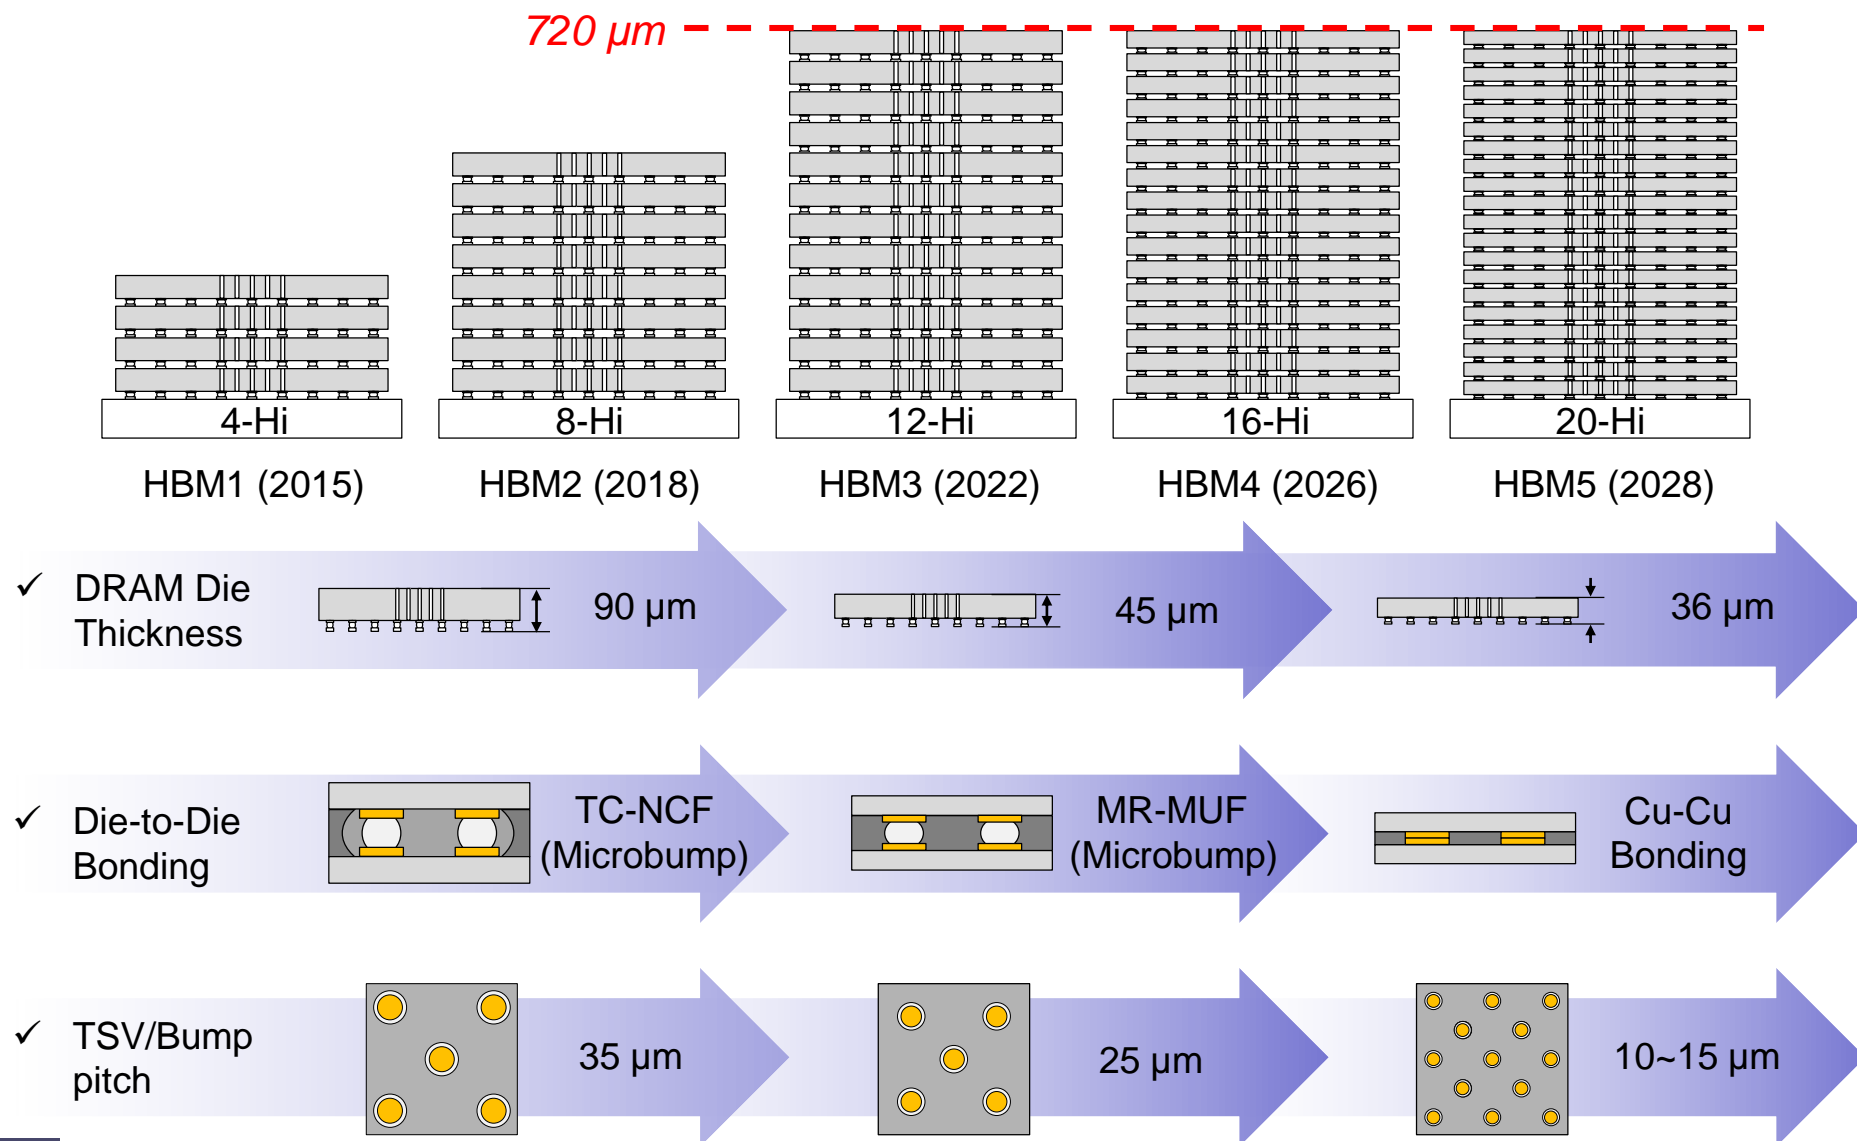 720 µm
4-Hi
8-Hi
12-Hi
16-Hi
20-Hi
HBM1 (2015)
HBM2 (2018)
HBM3 (2022)
HBM4 (2026)
HBM5 (2028)
✓ DRAM Die
Thickness
90 µm
45 µm
36 µm
✓ Die-to-Die
Bonding
TC-NCF
(Microbump)
MR-MUF
(Microbump)
Cu-Cu
Bonding
✓ TSV/Bump
pitch
35 µm
25 µm
10~15 µm